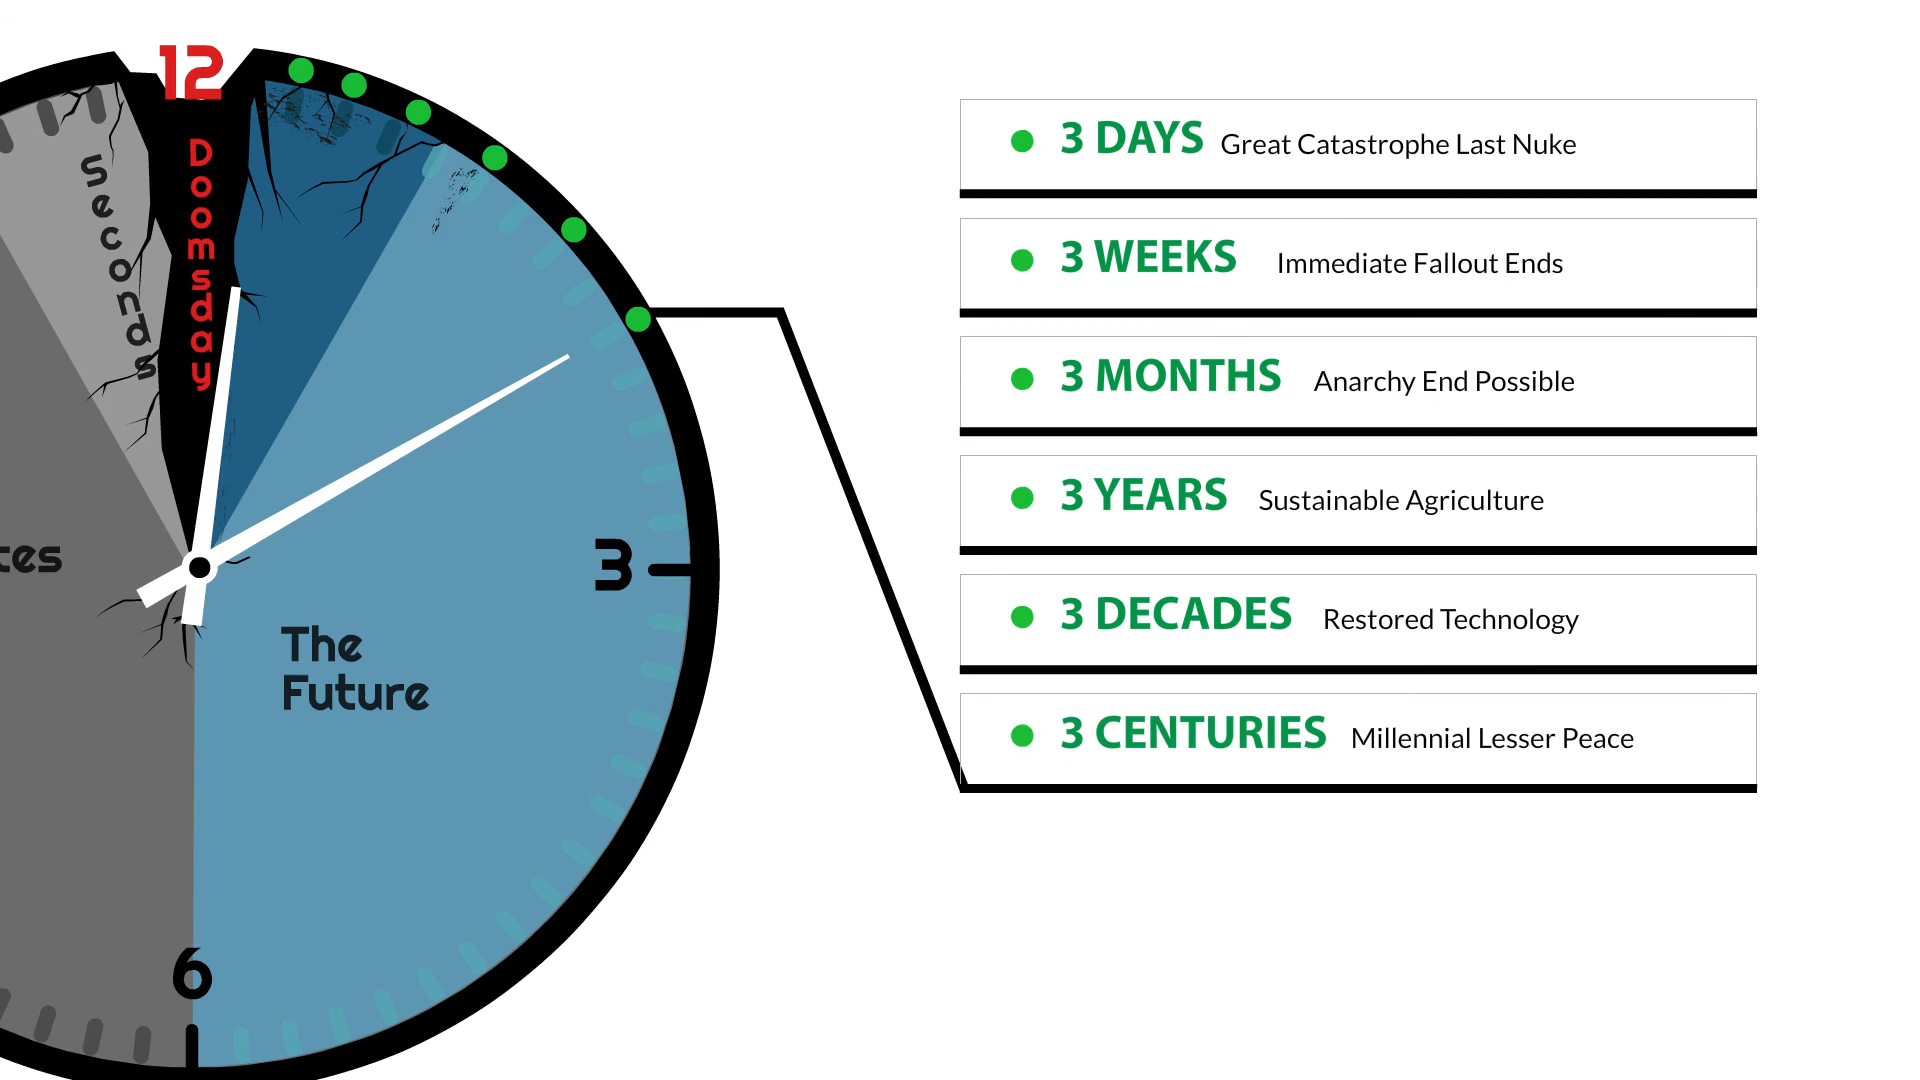 12
Doomsday
Seconds
tes
3
The
Future
6
3 DAYS Great Catastrophe Last Nuke
3 WEEKS Immediate Fallout Ends
3 MONTHS Anarchy End Possible
3 YEARS Sustainable Agriculture
3 DECADES Restored Technology
3 CENTURIES Millennial Lesser Peace